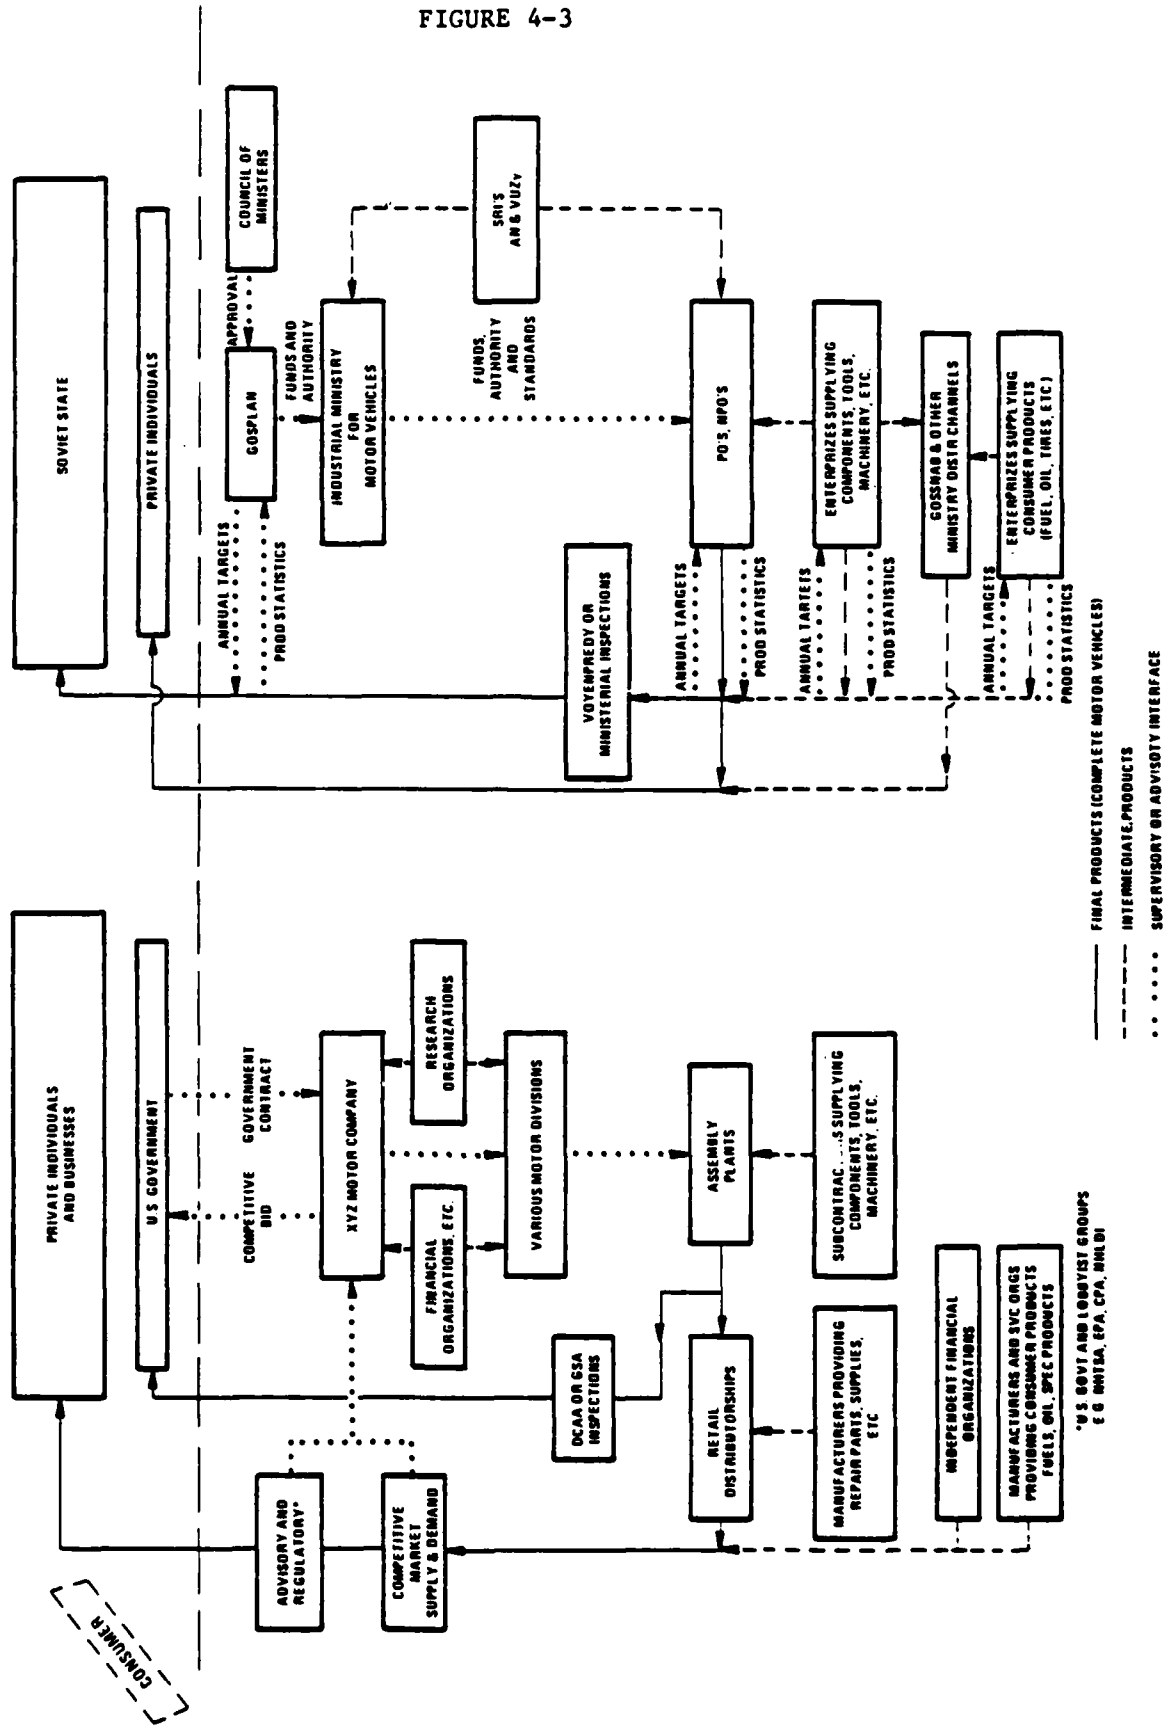 FIGURE 4-3
CONSUMER
PRIVATE INDIVIDUALS
AND BUSINESSES
U.S GOVERNMENT
COMPETITIVE
BID
GOVERNMENT
CONTRACT
ADVISORY AND
REGULATORY*
COMPETITIVE
MARKET
SUPPLY & DEMAND
XYZ MOTOR COMPANY
FINANCIAL
ORGANIZATIONS, ETC.
RESEARCH
ORGANIZATIONS
VARIOUS MOTOR DIVISIONS
DCAA OR GSA
INSPECTIONS
RETAIL
DISTRIBUTORSHIPS
ASSEMBLY
PLANTS
MANUFACTURERS PROVIDING
REPAIR PARTS, SUPPLIES,
ETC
SUPPLYING
COMPONENTS, TOOLS,
MACHINERY, ETC.
INDEPENDENT FINANCIAL
ORGANIZATIONS
MANUFACTURERS AND SVC ORGS
PROVIDING CONSUMER PRODUCTS
FUELS, OIL, SPEC PRODUCTS
*U.S. GOVT AND LOBBYIST GROUPS
E G NHTSA, EPA, CPA,
SOVIET STATE
PRIVATE INDIVIDUALS
COUNCIL OF
MINISTERS
APPROVAL
GOSPLAN
ANNUAL TARGETS
PROD STATISTICS
FUNDS AND
AUTHORITY
INDUSTRIAL MINISTRY
FOR
MOTOR VEHICLES
SRI'S
AN & VUZv
FUNDS,
AUTHORITY
AND
STANDARDS
VOYENPREDY OR
MINISTERIAL INSPECTIONS
ANNUAL TARGETS
PROD STATISTICS
PO'S, NPO'S
ANNUAL TARTETS
PROD STATISTICS
ENTERPRIZES SUPPLYING
COMPONENTS, TOOLS,
MACHINERY, ETC.
GOSSNAB & OTHER
MINISTRY DISTR CHANNELS
ANNUAL TARGETS
PROD STATISTICS
ENTERPRIZES SUPPLYING
CONSUMER PRODUCTS
(FUEL, OIL, TIRES, ETC)
FINAL PRODUCTS (COMPLETE MOTOR VEHICLES)
INTERMEDIATE PRODUCTS
SUPERVISORY OR ADVISOTY INTERFACE